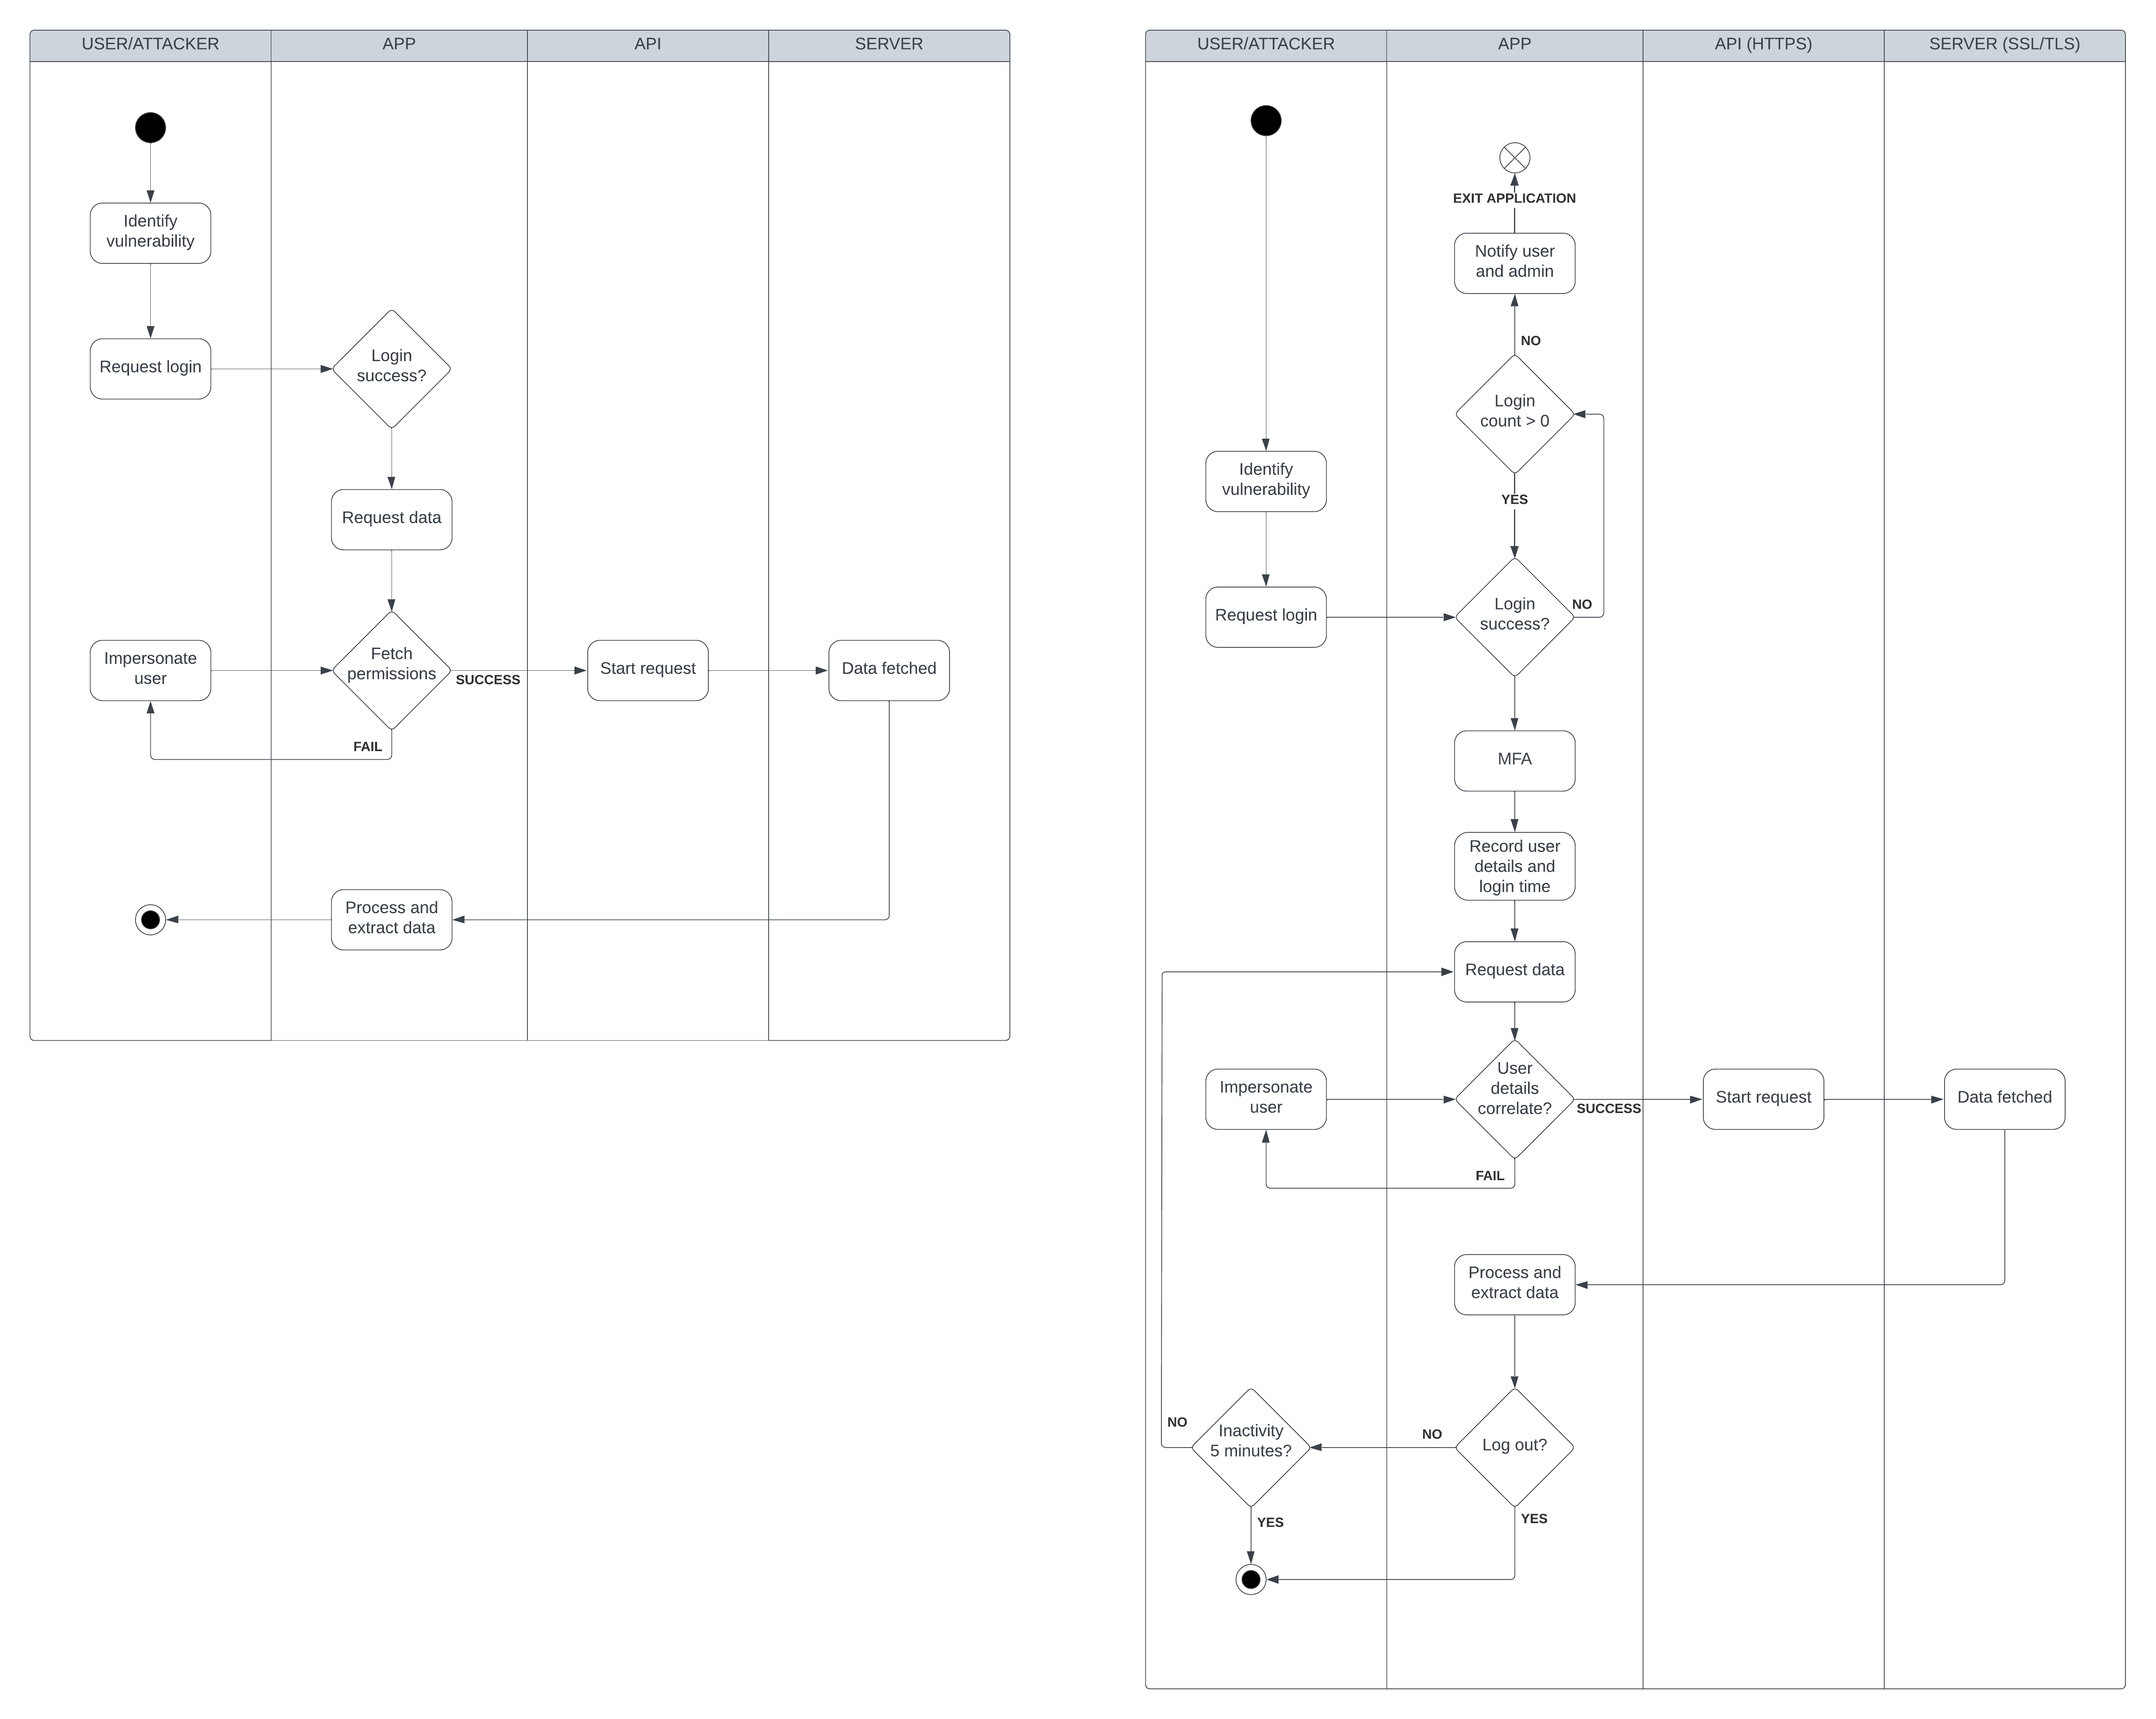 USER/ATTACKER
APP
API
SERVER
Identify
vulnerability
Request login
Login
success?
Request data
Impersonate
user
Fetch
permissions
SUCCESS
Start request
Data fetched
FAIL
Process and
extract data
USER/ATTACKER
APP
API (HTTPS)
SERVER (SSL/TLS)
EXIT APPLICATION
Notify user
and admin
NO
Login
count > 0
Identify
vulnerability
YES
Request login
Login
success?
NO
MFA
Record user
details and
login time
Request data
Impersonate
user
User
details
correlate?
SUCCESS
Start request
Data fetched
FAIL
Process and
extract data
NO
Inactivity
5 minutes?
NO
Log out?
YES
YES